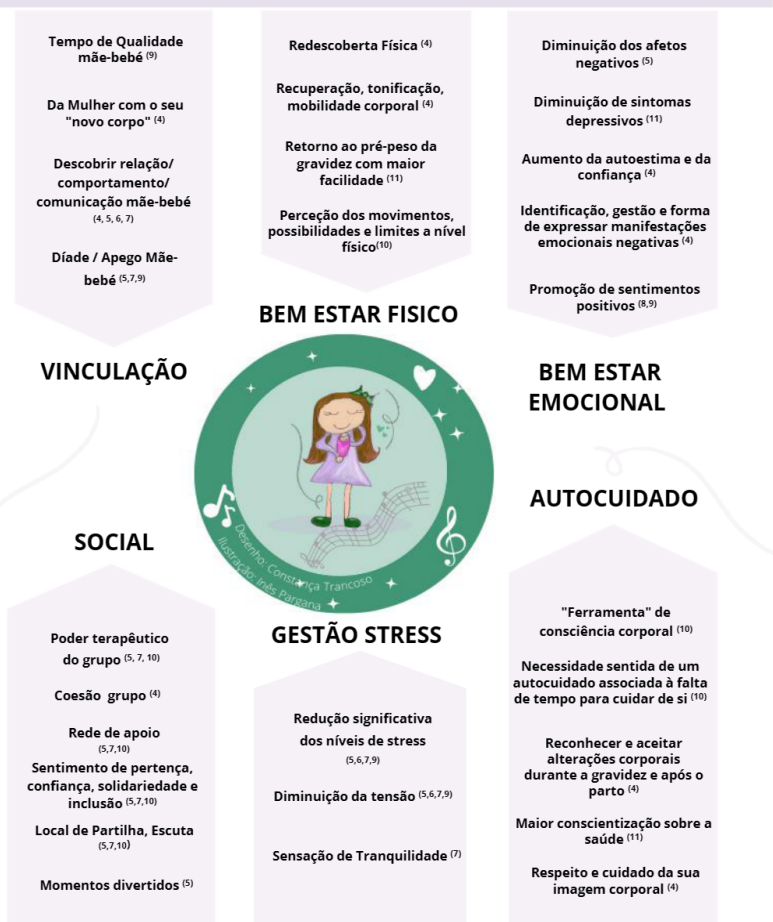 Tempo de Qualidade
mãe-bebé (9)
Da Mulher com o seu
"novo corpo" (4)
Descobrir relação/
comportamento/
comunicação mãe-bebé
(4, 5, 6, 7)
Díade / Apego Mãe-
bebé (5,7,9)
VINCULAÇÃO
Redescoberta Física (4)
Recuperação, tonificação,
mobilidade corporal (4)
Retorno ao pré-peso da
gravidez com maior
facilidade (11)
Perceção dos movimentos,
possibilidades e limites a nível
físico(10)
BEM ESTAR FISICO
Diminuição dos afetos
negativos (5)
Diminuição de sintomas
depressivos (11)
Aumento da autoestima e da
confiança (4)
Identificação, gestão e forma
de expressar manifestações
emocionais negativas (4)
Promoção de sentimentos
positivos (8,9)
BEM ESTAR
EMOCIONAL
Desenho: Constança Trancoso
Ilustração: Inês Pargana
SOCIAL
Poder terapêutico
do grupo (5, 7, 10)
Coesão grupo (4)
Rede de apoio
(5,7,10)
Sentimento de pertença,
confiança, solidariedade e
inclusão (5,7,10)
Local de Partilha, Escuta
(5,7,10)
Momentos divertidos (5)
GESTÃO STRESS
Redução significativa
dos níveis de stress
(5,6,7,9)
Diminuição da tensão (5,6,7,9)
Sensação de Tranquilidade (7)
AUTOCUIDADO
"Ferramenta" de
consciência corporal (10)
Necessidade sentida de um
autocuidado associada à falta
de tempo para cuidar de si (10)
Reconhecer e aceitar
alterações corporais
durante a gravidez e após o
parto (4)
Maior conscientização sobre a
saúde (11)
Respeito e cuidado da sua
imagem corporal (4)